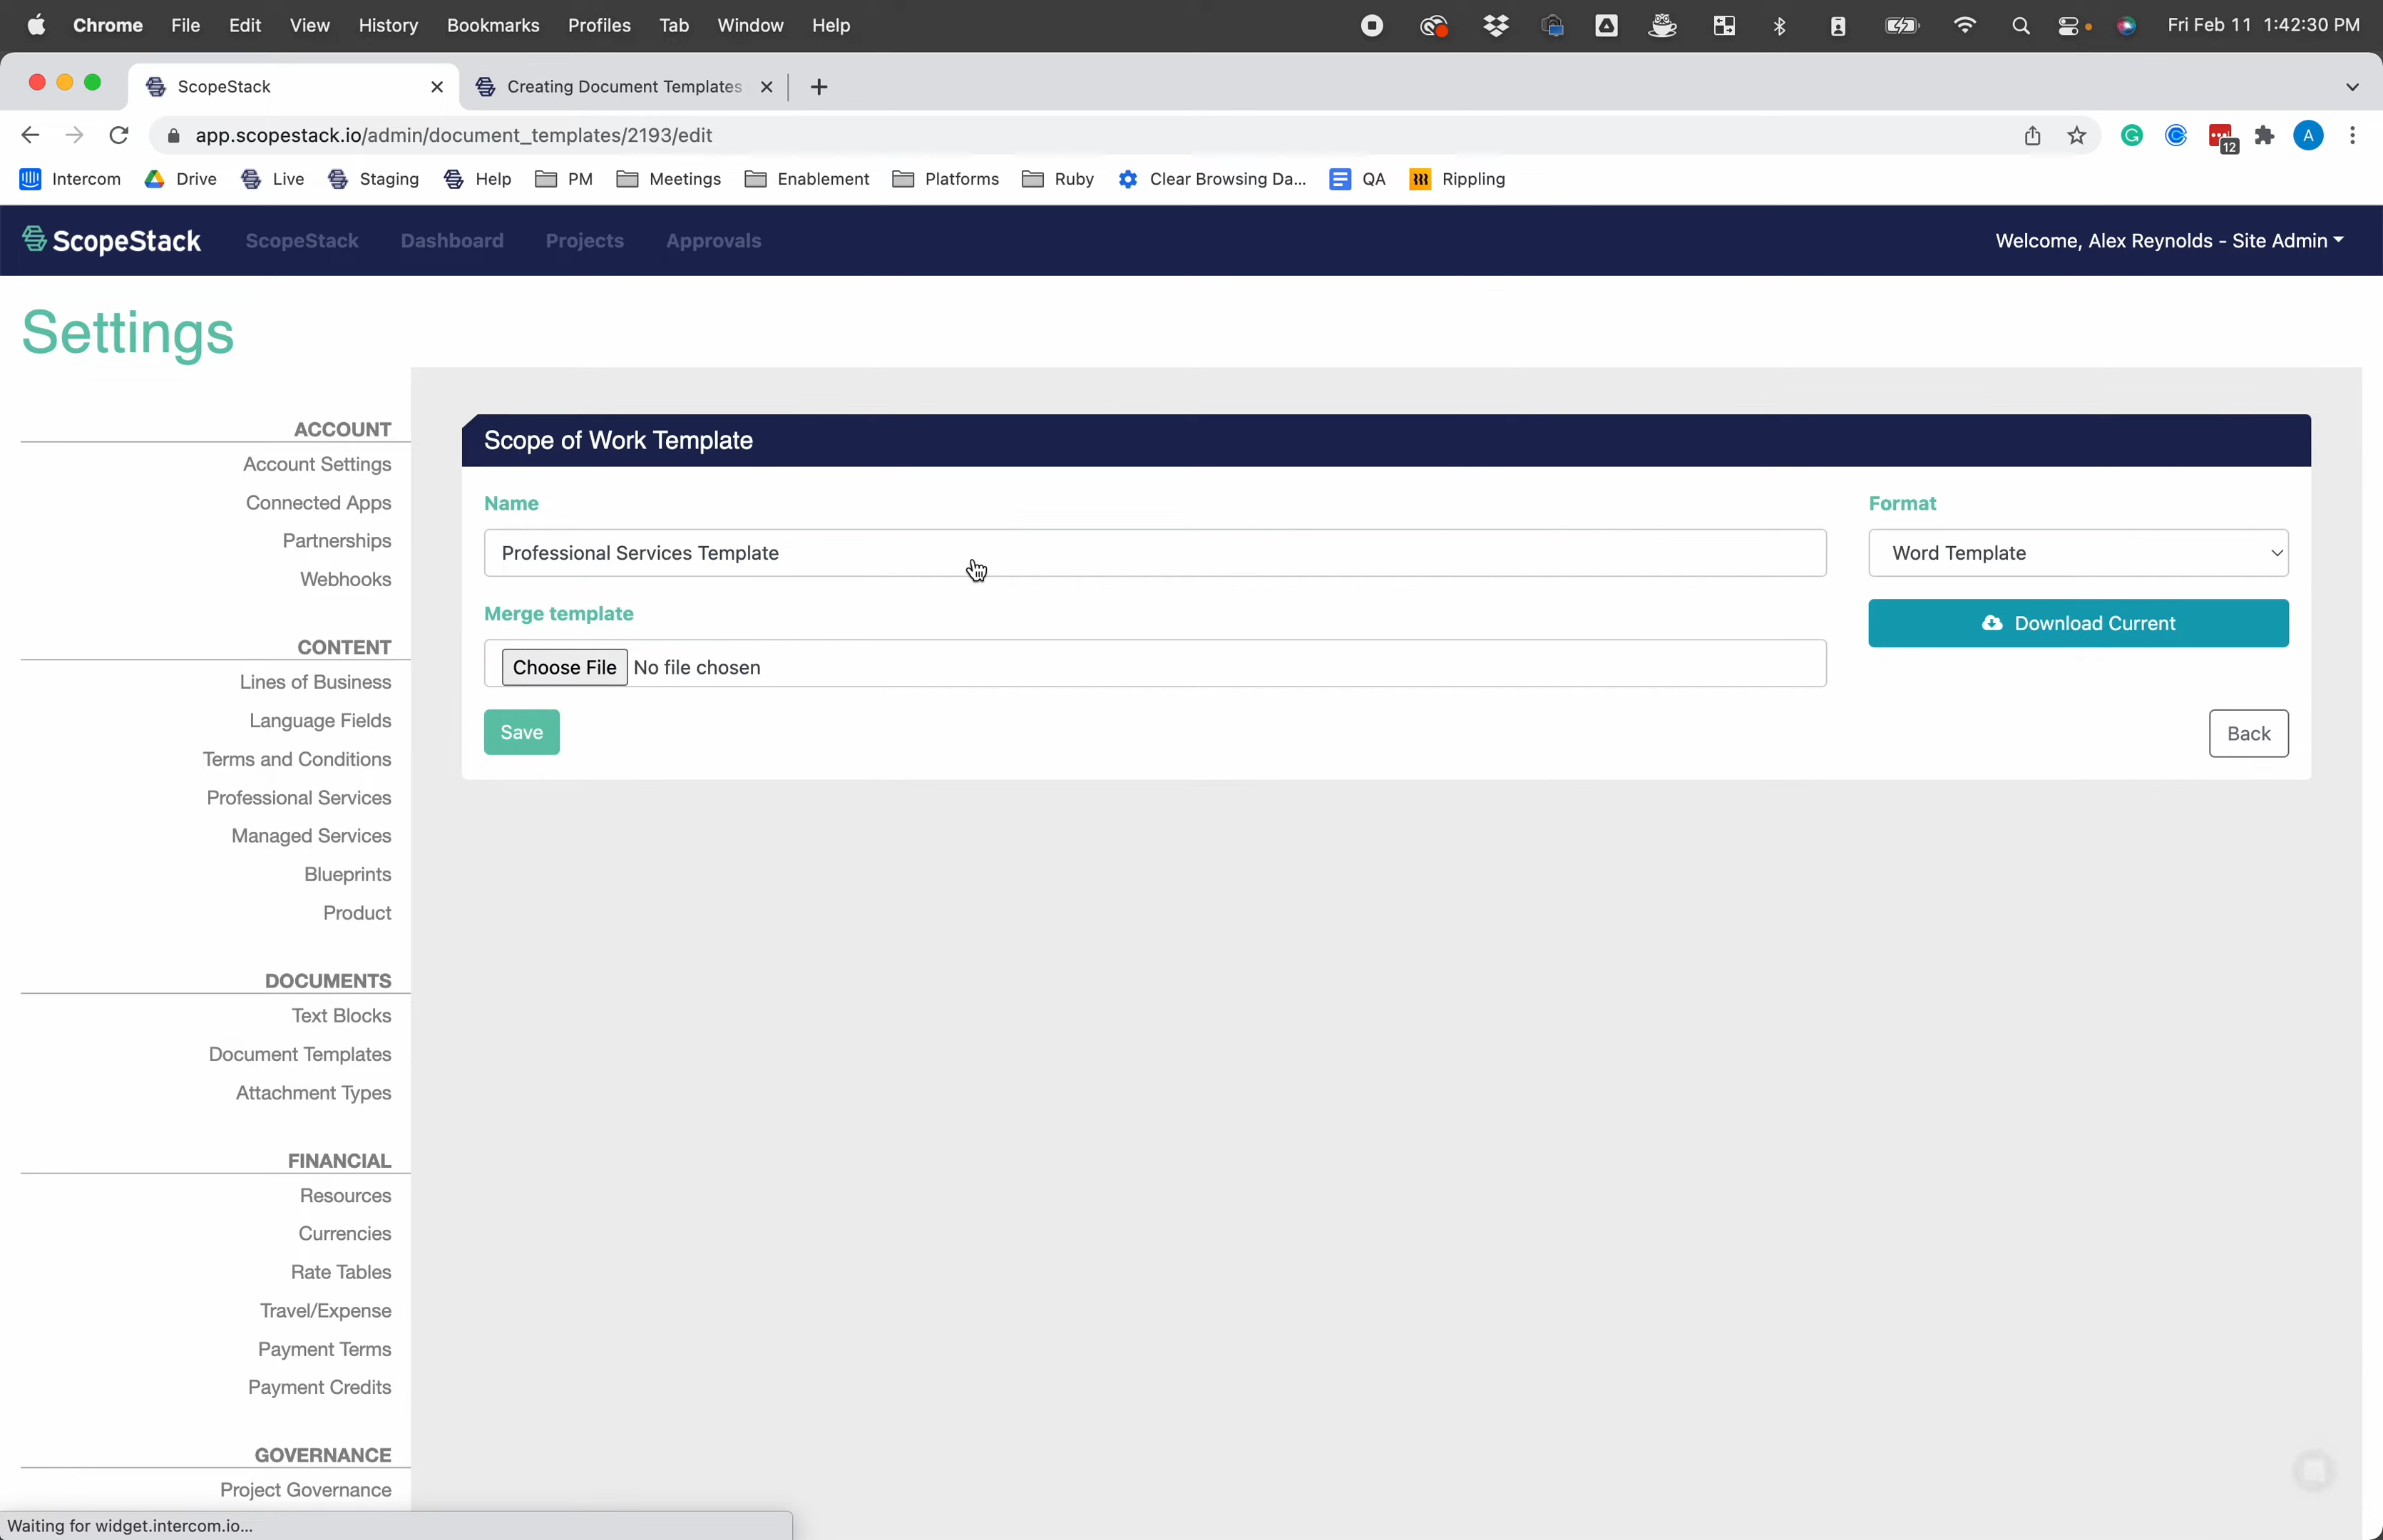 Chrome File Edit View History Bookmarks Profiles Tab Window Help Fri Feb 11 1:42:30 PM
ScopeStack Creating Document Templates
app.scopestack.io/admin/document_templates/2193/edit 12 A
Intercom Drive Live Staging Help PM Meetings Enablement Platforms Ruby Clear Browsing Da... QA Rippling
ScopeStack ScopeStack Dashboard Projects Approvals Welcome, Alex Reynolds - Site Admin
Settings
ACCOUNT
Account Settings
Connected Apps
Partnerships
Webhooks
CONTENT
Lines of Business
Language Fields
Terms and Conditions
Professional Services
Managed Services
Blueprints
Product
DOCUMENTS
Text Blocks
Document Templates
Attachment Types
FINANCIAL
Resources
Currencies
Rate Tables
Travel/Expense
Payment Terms
Payment Credits
GOVERNANCE
Project Governance
Scope of Work Template
Name Format
Professional Services Template Word Template
Merge template Download Current
Choose File No file chosen
Save Back
Waiting for widget.intercom.io...